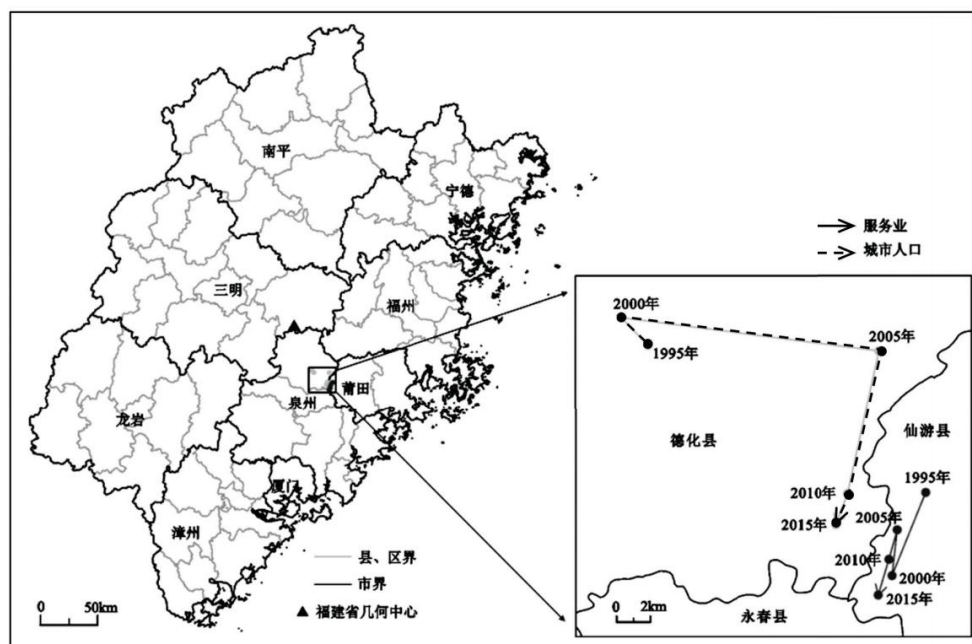 南平
宁德
三明
福州
龙岩
泉州
莆田
厦门
漳州
县、区界
市界
福建省几何中心
0 50km
服务业
城市人口
2000年
1995年
2005年
德化县
仙游县
1995年
2010年
2015年
2005年
2010年
2000年
2015年
永春县
0 2km